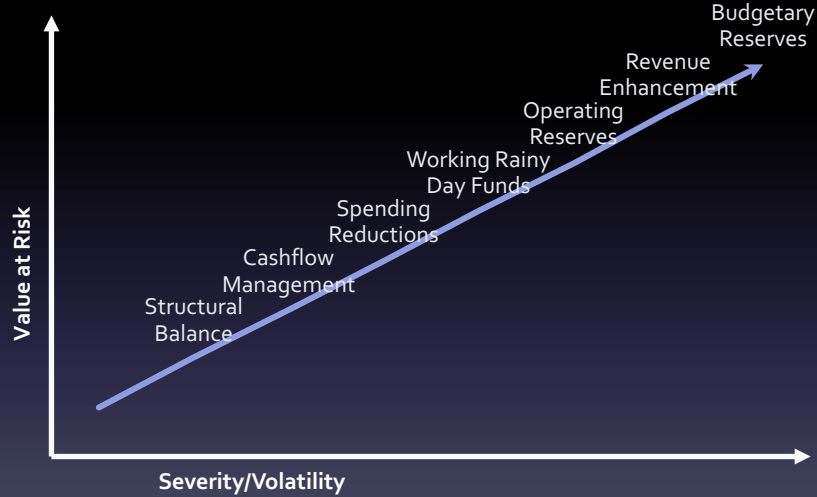 Budgetary
Reserves
Revenue
Enhancement
Operating
Reserves
Working Rainy
Day Funds
Spending
Reductions
Cashflow
Management
Structural
Balance
Value at Risk
Severity/Volatility